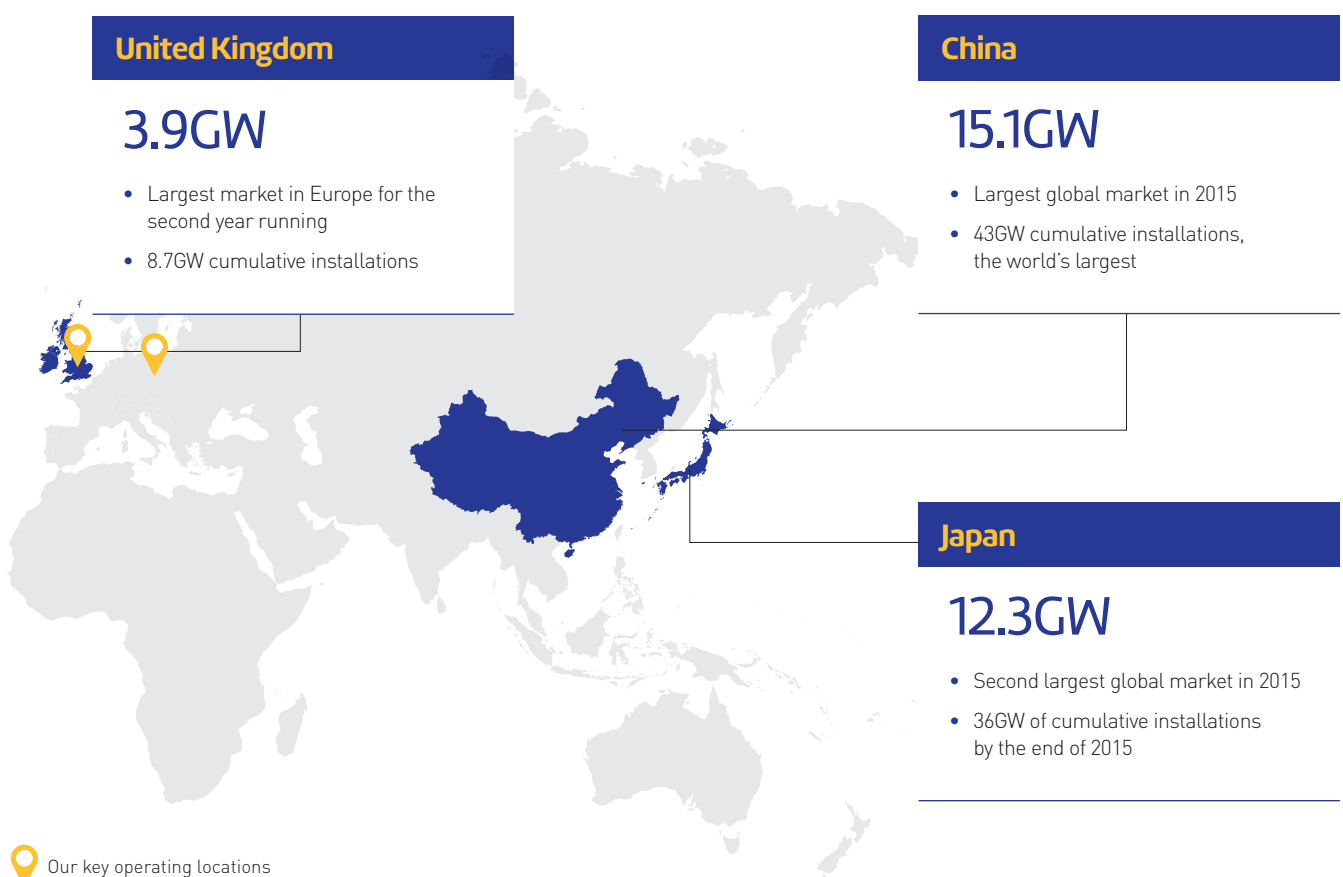 United Kingdom
3.9GW
• Largest market in Europe for the
second year running
• 8.7GW cumulative installations
China
15.1GW
• Largest global market in 2015
• 43GW cumulative installations,
the world's largest
Japan
12.3GW
• Second largest global market in 2015
• 36GW of cumulative installations
by the end of 2015
Our key operating locations